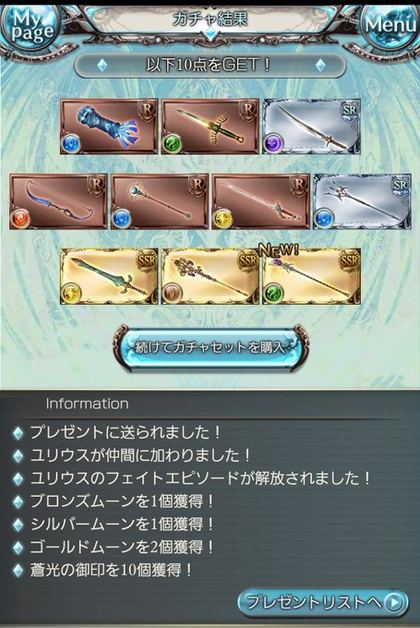 My page
ガチャ結果
Menu
以下10点をGET！
R
R
SR
R
R
R
SR
NEW!
SSR
SSR
SSR
続けてガチャセットを購入
Information
プレゼントに送られました！
ユリウスが仲間に加わりました！
ユリウスのフェイトエピソードが解放されました！
ブロンズムーンを1個獲得！
シルバームーンを1個獲得！
ゴールドムーンを2個獲得！
蒼光の御印を10個獲得！
プレゼントリストへ